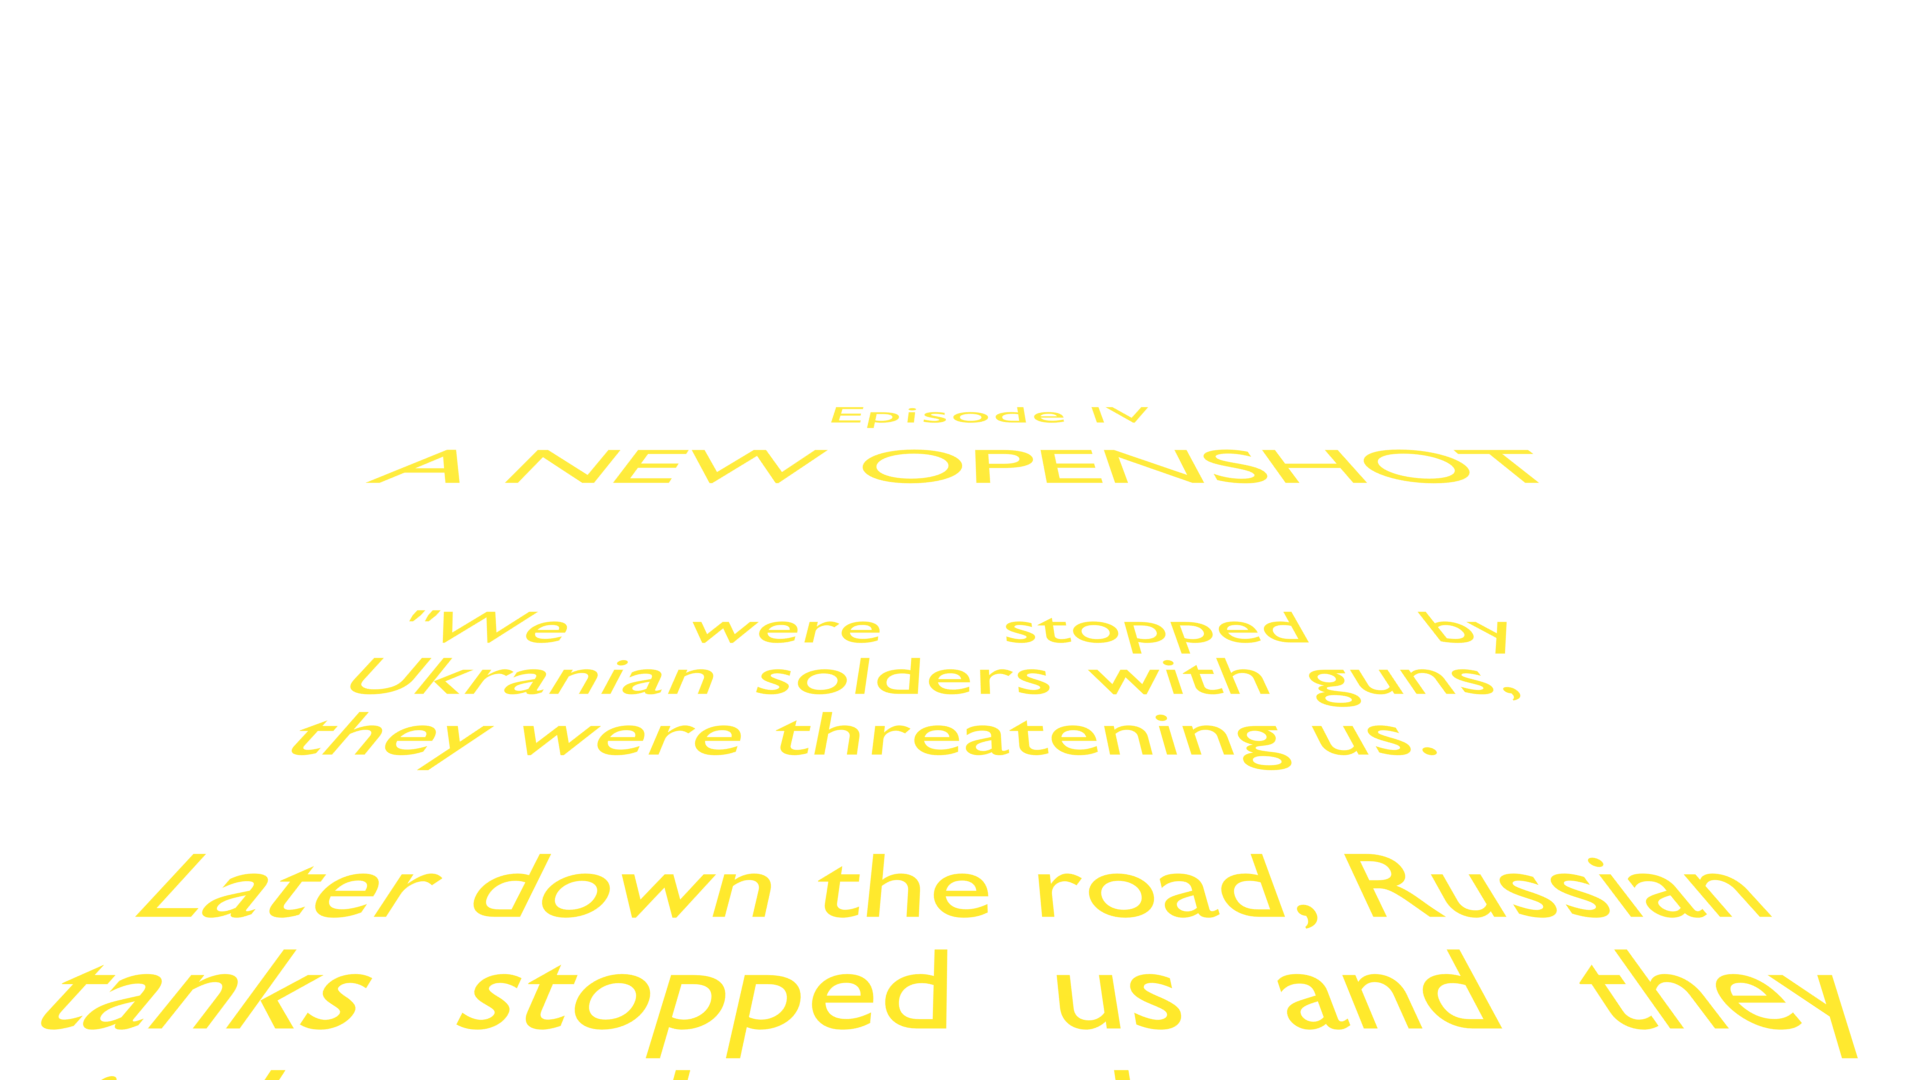 Episode IV
A NEW OPENSHOT
"We were stopped by
Ukranian solders with guns,
they were threatening us.
Later down the road, Russian
tanks stopped us and they